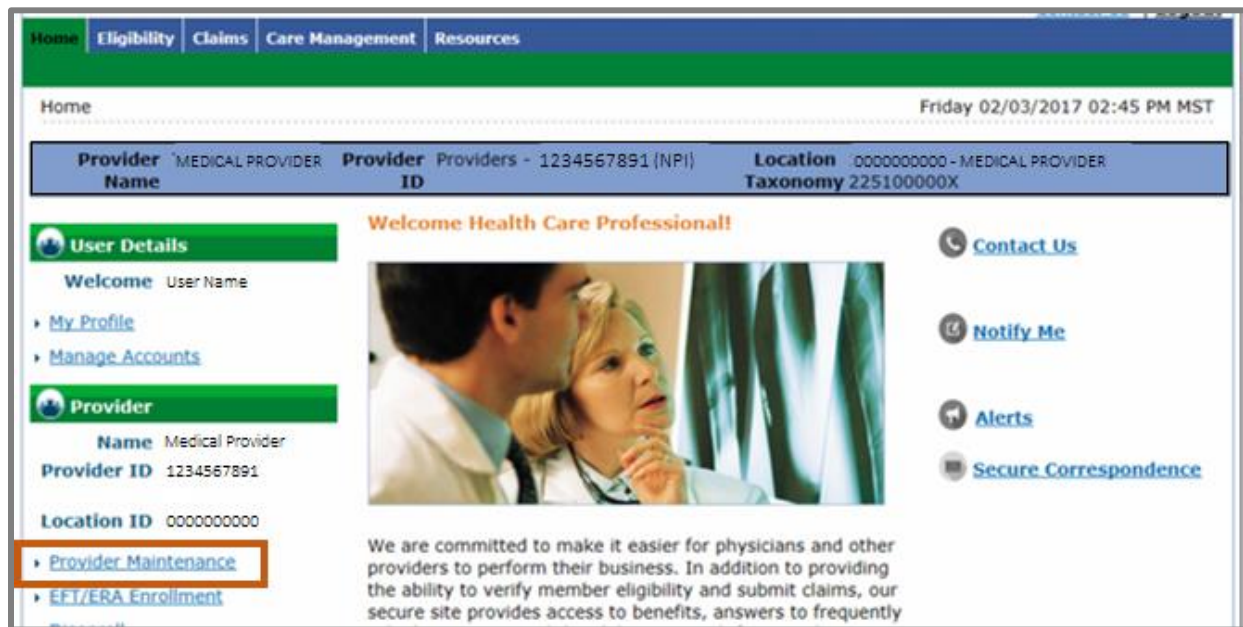 Contact Us | Logout
Home Eligibility Claims Care Management Resources
Home Friday 02/03/2017 02:45 PM MST
Provider Name MEDICAL PROVIDER Provider ID Providers - 1234567891 (NPI) Location 0000000000 - MEDICAL PROVIDER
Taxonomy 225100000X
User Details
Welcome User Name
My Profile
Manage Accounts
Provider
Name Medical Provider
Provider ID 1234567891
Location ID 0000000000
Provider Maintenance
EFT/ERA Enrollment
Welcome Health Care Professional!
We are committed to make it easier for physicians and other
providers to perform their business. In addition to providing
the ability to verify member eligibility and submit claims, our
secure site provides access to benefits, answers to frequently
Contact Us
Notify Me
Alerts
Secure Correspondence